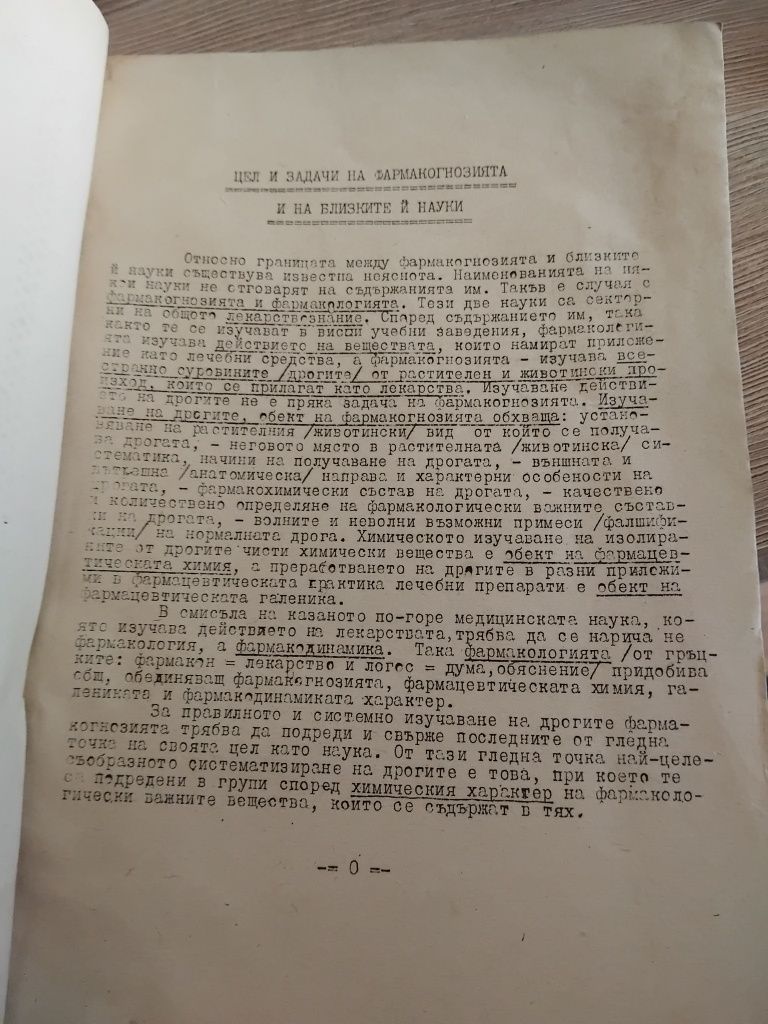 ЦЕЛ И ЗАДАЧИ НА ФАРМАКОГНОЗИЯТА
И НА БЛИЗКИТЕ Й НАУКИ
Относно границата между фармакогнозията и близките
й науки съществува известна неяснота. Наименованията на ня-
кои науки не отговарят на съдържанията им. Такъв е случая с
фармакогнозията и фармакологията. Тези две науки са сектор-
ни на общото лекарствознание. Според съдържанието им, така
както те се изучават в висши учебни заведения, фармакологи-
ята изучава действието на веществата, които намират приложе-
ние като лечебни средства, а фармакогнозията - изучава все-
странно суровините /дрогите/ от растителен и животински про-
изход, които се прилагат като лекарства. Изучаване действи-
ето на дрогите не е пряка задача на фармакогнозията. Изуча-
ване на дрогите, обект на фармакогнозията обхваща: устано-
вяване на растителния /животински/ вид от който се получа-
ва дрогата, - неговото място в растителната /животинска/ си-
стематика, начини на получаване на дрогата, - външната и
вътрешна /анатомическа/ направа и характерни особености на
дрогата, - фармакохимически състав на дрогата, - качествено
и количествено определяне на фармакологически важните състав-
ки на дрогата, - волните и неволни възможни примеси /фалшифи-
кации/ на нормалната дрога. Химическото изучаване на изолира-
ните от дрогите чисти химически вещества е обект на фармацев-
тическата химия, а преработването на дрогите в разни приложи-
ми в фармацевтическата практика лечебни препарати е обект на
фармацевтическата галеника.
В смисъла на казаното по-горе медицинската наука, ко-
ято изучава действието на лекарствата, трябва да се нарича не
фармакология, а фармакодинамика. Така фармакологията /от гръц-
ките: фармакон = лекарство и логос = дума, обяснение/ придобива
общ, обединяващ фармакогнозията, фармацевтическата химия, га-
лениката и фармакодинамиката характер.
За правилното и системно изучаване на дрогите фарма-
когнозията трябва да подреди и свърже последните от гледна
точка на своята цел като наука. От тази гледна точка най-целе-
съобразното систематизиране на дрогите е това, при което те
са подредени в групи според химическия характер на фармаколо-
гически важните вещества, които се съдържат в тях.
-= 0 =-